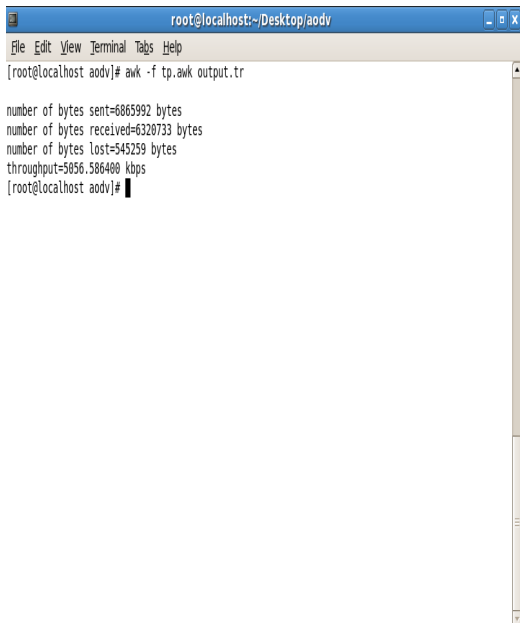 root@localhost:~/Desktop/aodv
File Edit View Terminal Tabs Help
[root@localhost aodv]# awk -f tp.awk output.tr
number of bytes sent=6865992 bytes
number of bytes received=6320733 bytes
number of bytes lost=545259 bytes
throughput=5056.586400 kbps
[root@localhost aodv]#